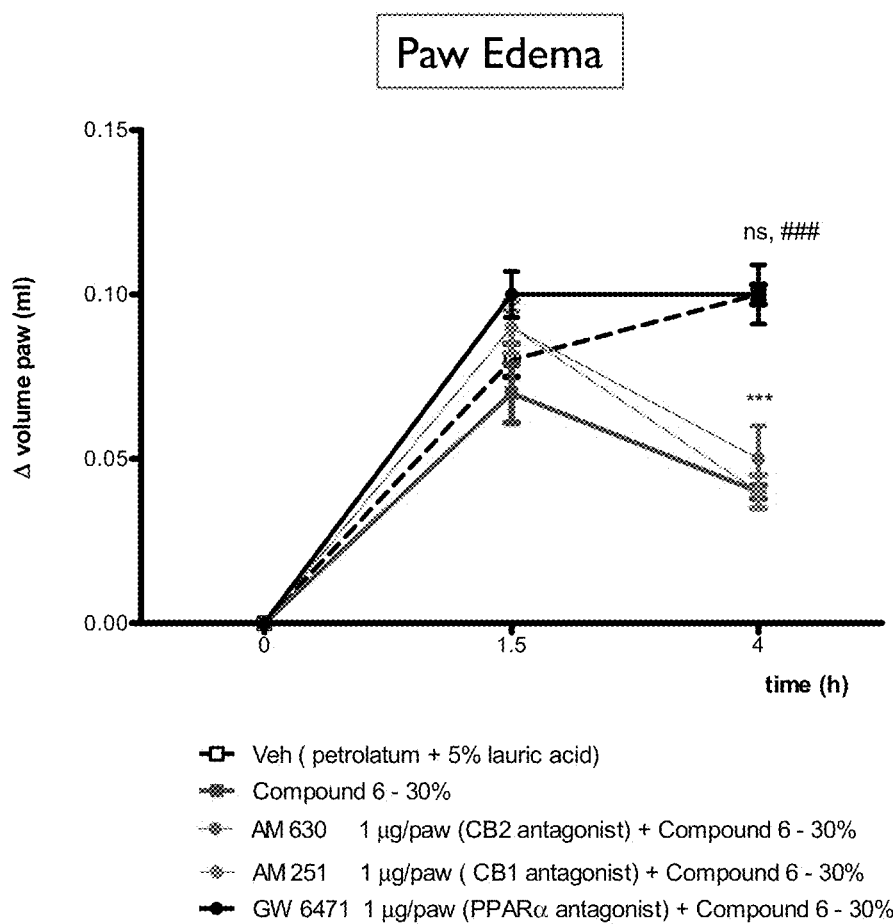 Paw Edema
0.15
ns, ###
0.10
***
0.05
0.00
Δ volume paw (ml)
0 1.5 4
time (h)
Veh ( petrolatum + 5% lauric acid)
Compound 6 - 30%
AM 630 1 μg/paw (CB2 antagonist) + Compound 6 - 30%
AM 251 1 μg/paw ( CB1 antagonist) + Compound 6 - 30%
GW 6471 1 μg/paw (PPARα antagonist) + Compound 6 - 30%